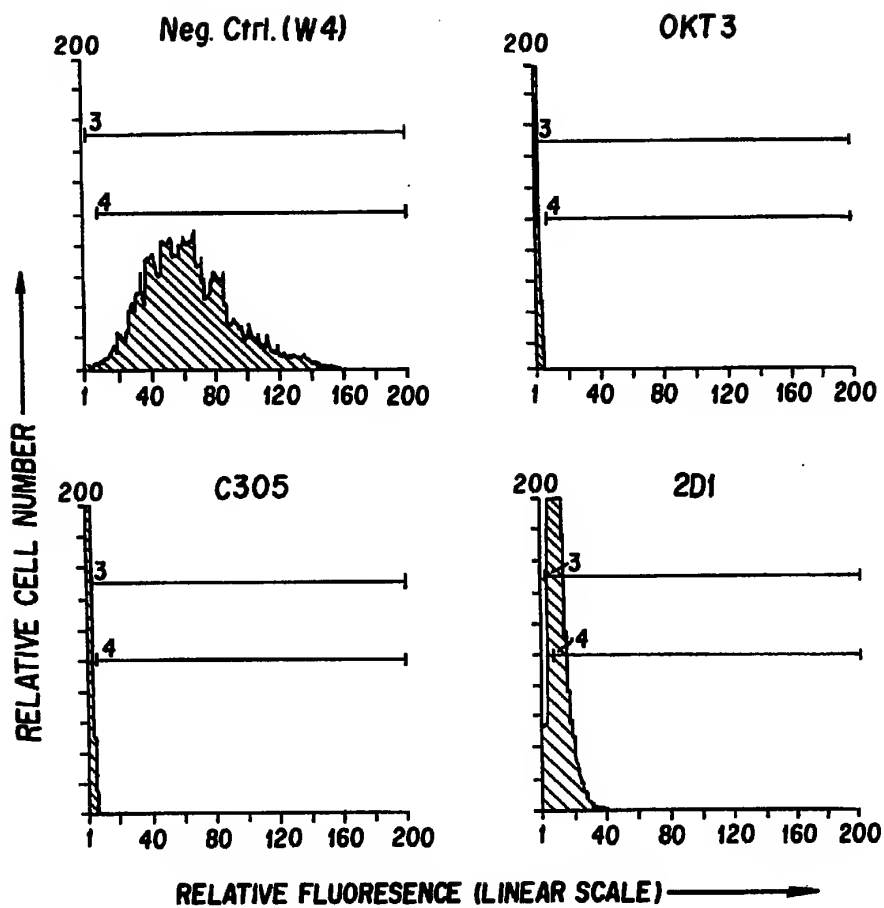 Neg. Ctrl. (W4)
200
3
4
1 40 80 120 160 200
OKT 3
200
3
4
1 40 80 120 160 200
C305
200
3
4
1 40 80 120 160 200
2D1
200
3
4
1 40 80 120 160 200
RELATIVE CELL NUMBER
RELATIVE FLUORESENCE (LINEAR SCALE)